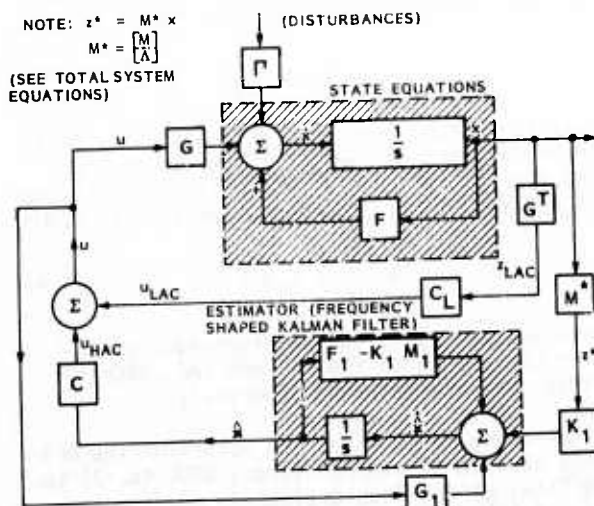 NOTE: z* = M* x
M* = [M
Λ]
(SEE TOTAL SYSTEM
EQUATIONS)
(DISTURBANCES)
Γ
STATE EQUATIONS
u
G
Σ
ẋ
1
s
x
+
F
G^T
z_LAC
u
Σ
u_LAC
C_L
M*
ESTIMATOR (FREQUENCY
SHAPED KALMAN FILTER)
u_HAC
F_1 -K_1 M_1
z*
C
1
s
Σ
K_1
G_1